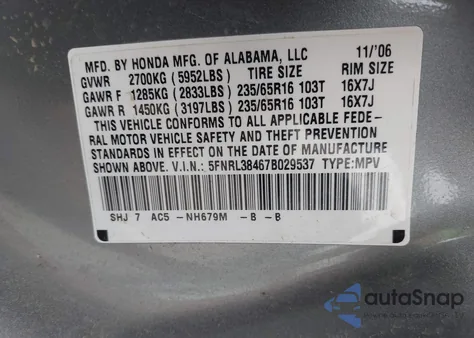 MFD. BY HONDA MFG. OF ALABAMA, LLC 11/'06
GVWR 2700KG (5952LBS) TIRE SIZE RIM SIZE
GAWR F 1285KG (2833LBS) 235/65R16 103T 16X7J
GAWR R 1450KG (3197LBS) 235/65R16 103T 16X7J
THIS VEHICLE CONFORMS TO ALL APPLICABLE FEDE-
RAL MOTOR VEHICLE SAFETY AND THEFT PREVENTION
STANDARDS IN EFFECT ON THE DATE OF MANUFACTURE
SHOWN ABOVE. V.I.N.: 5FNRL38467B029537 TYPE:MPV
SHJ 7 AC5 -NH679M -B -B
autoSnap